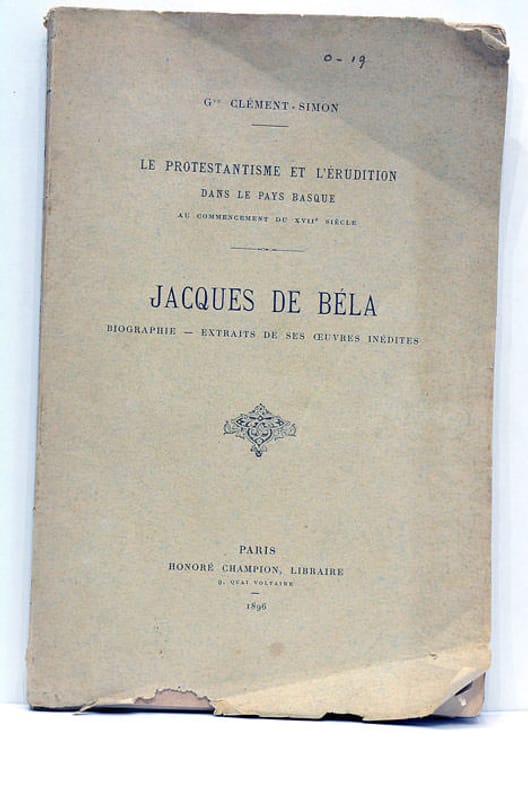 0-19
Gve CLÉMENT-SIMON
LE PROTESTANTISME ET L'ÉRUDITION
DANS LE PAYS BASQUE
AU COMMENCEMENT DU XVIIe SIÈCLE
JACQUES DE BÉLA
BIOGRAPHIE — EXTRAITS DE SES ŒUVRES INÉDITES
PARIS
HONORÉ CHAMPION, LIBRAIRE
9, QUAI VOLTAIRE
1896